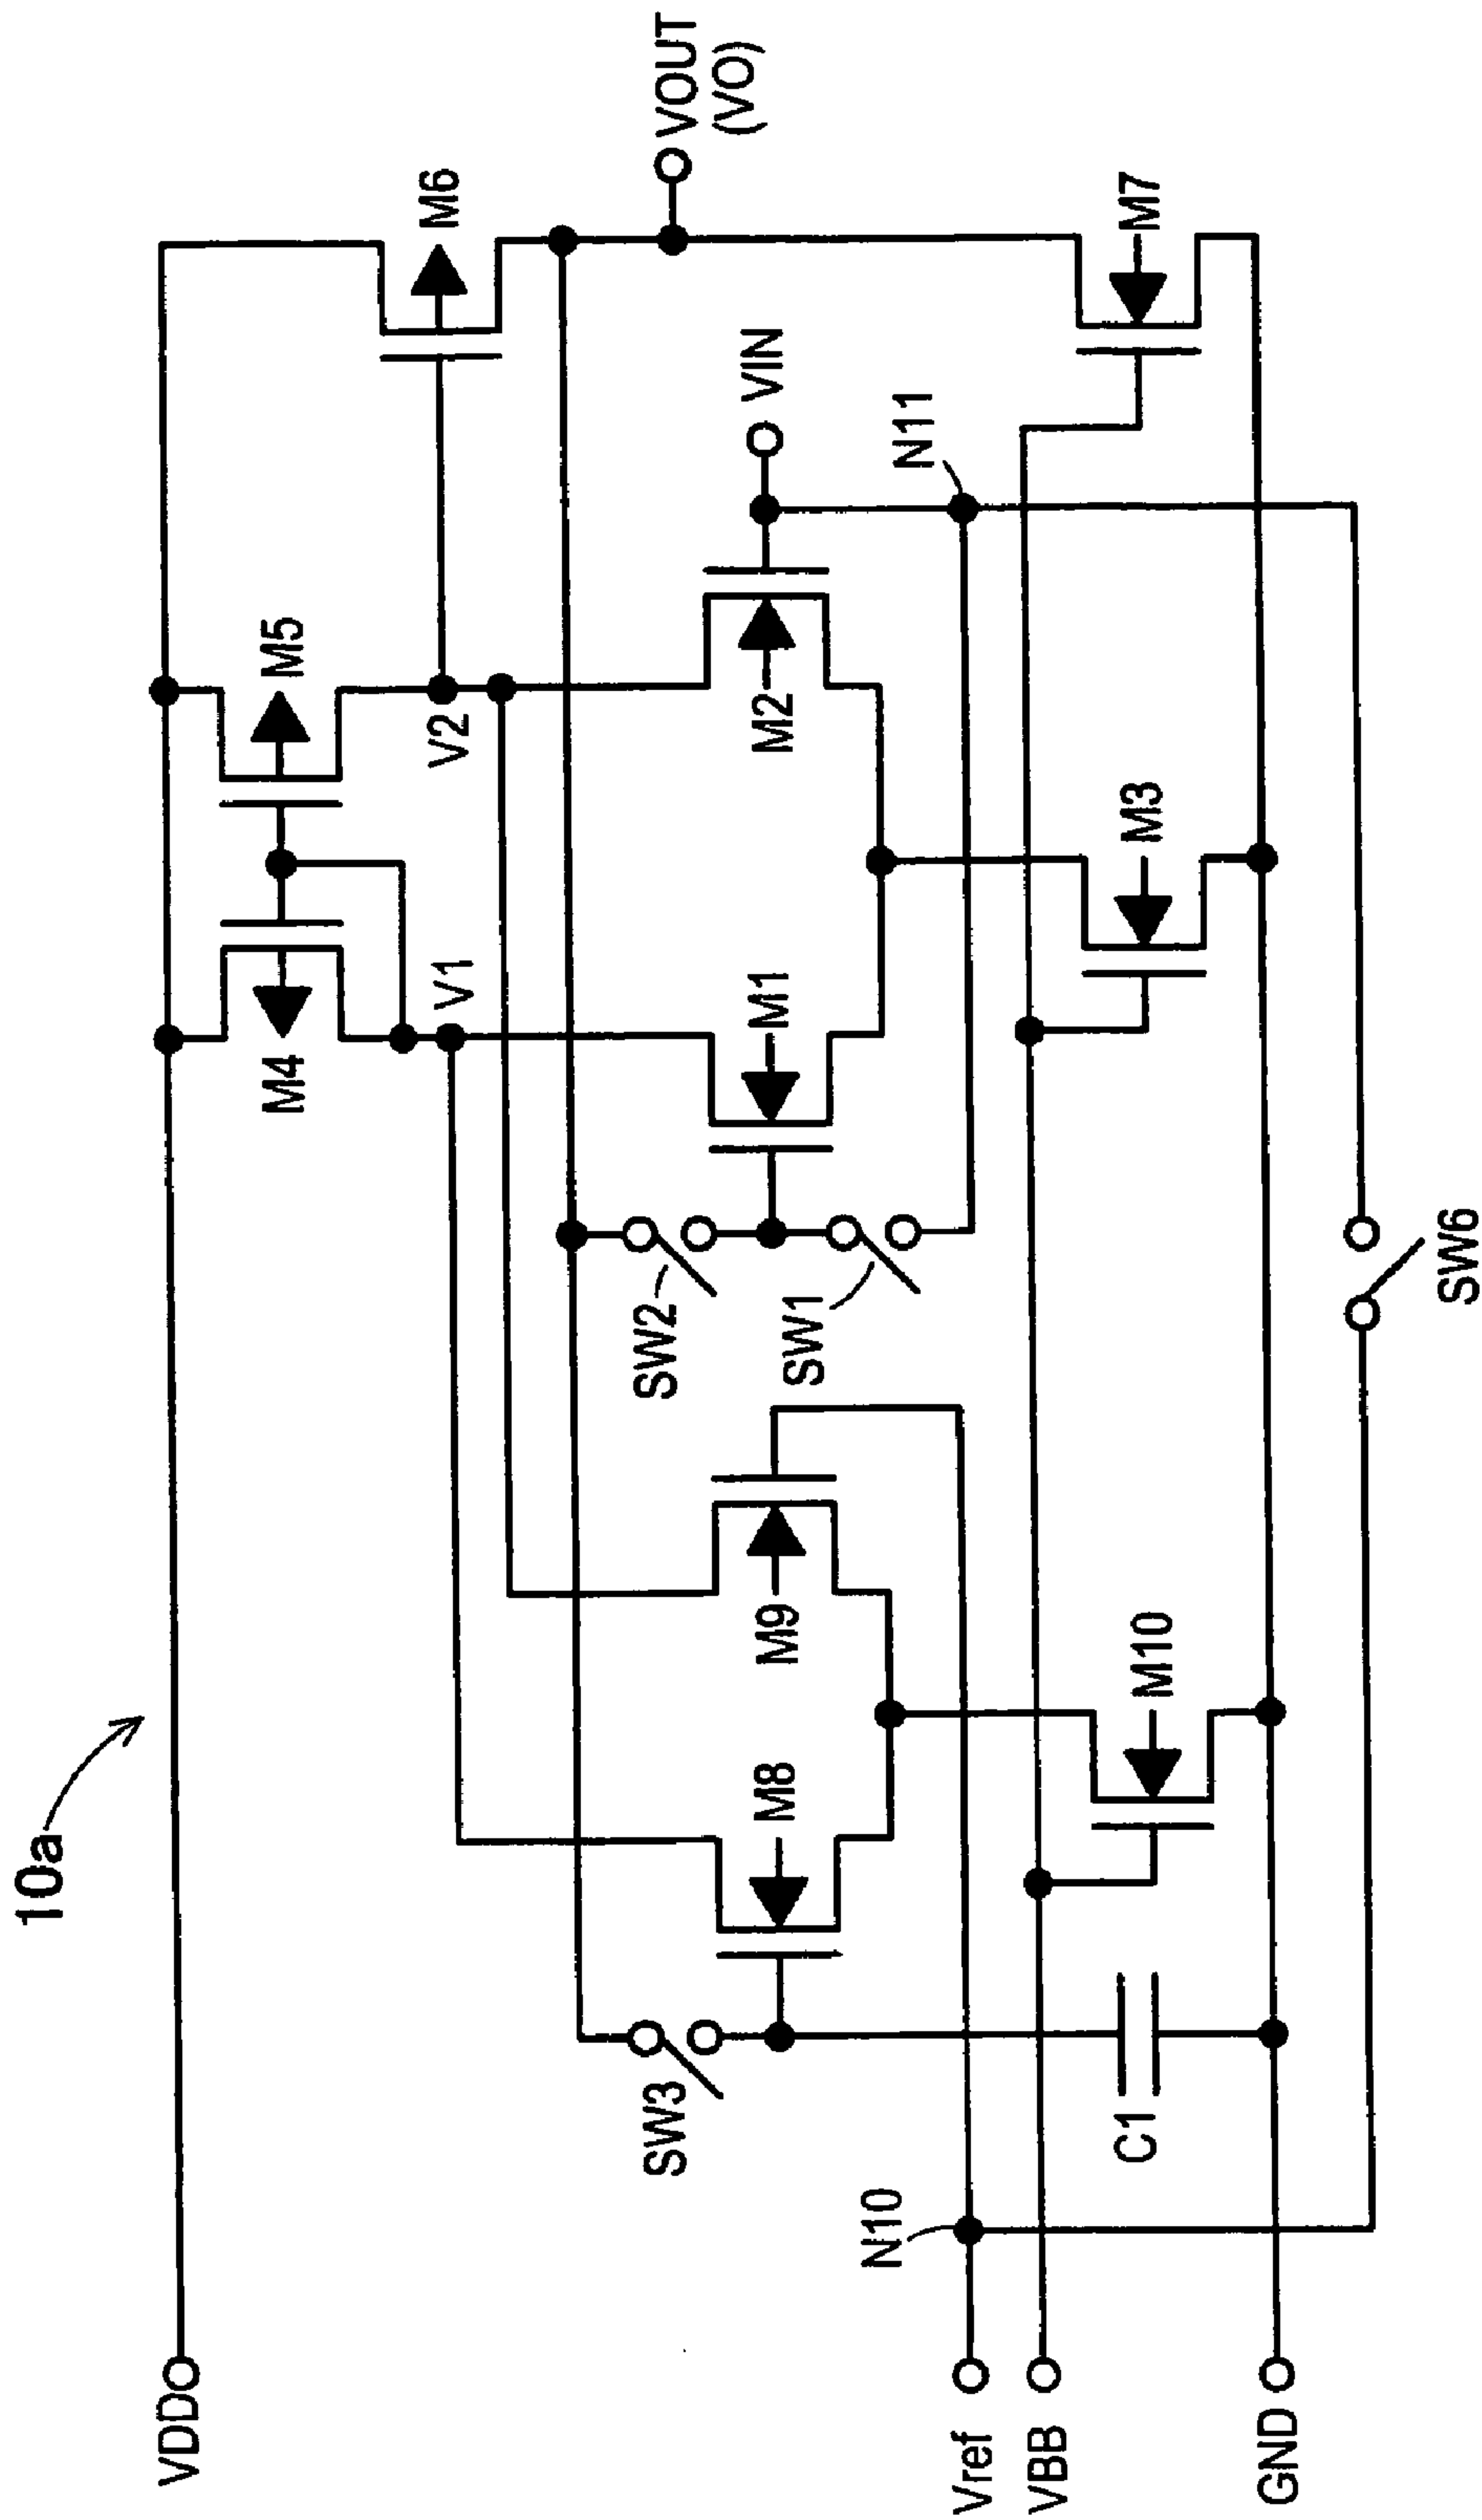 10a
VDD
M4
M5
M6
V1
V2
VOUT
(VO)
SW3
SW2
SW1
M8
M9
M1
M2
VIN
N10
N11
Vref
VBB
C1
M10
M3
M7
GND
SW6